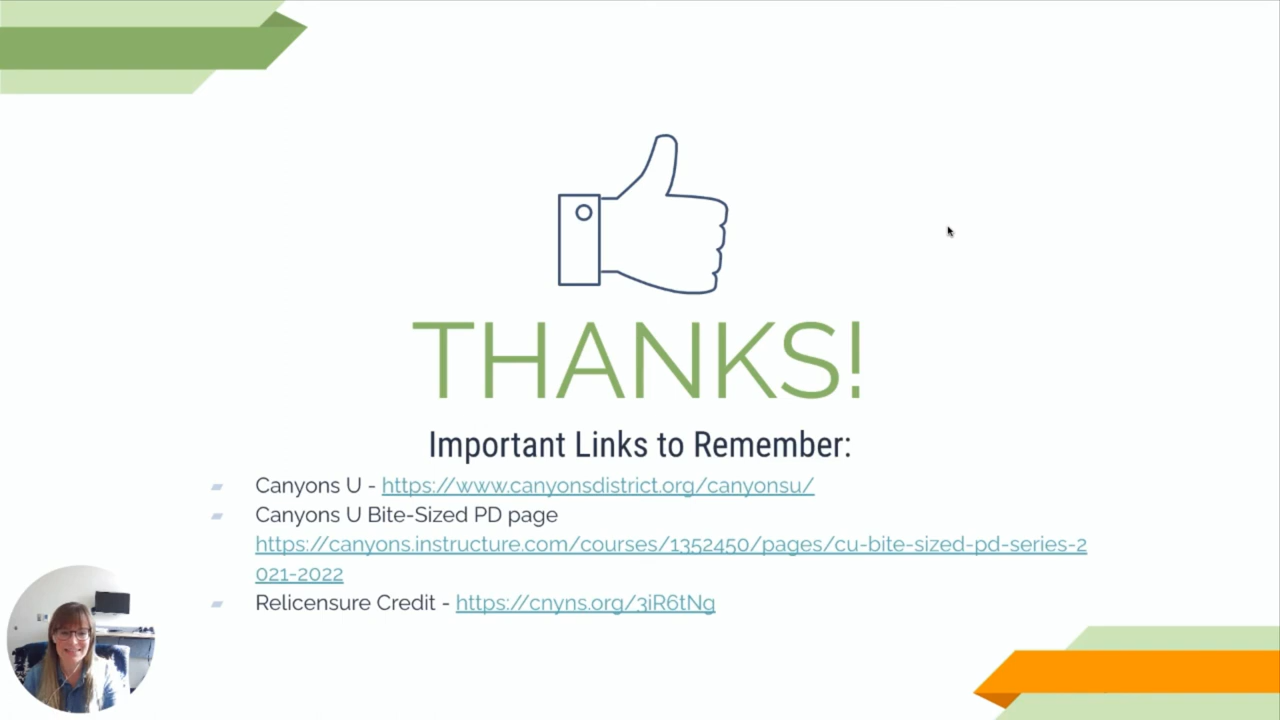 THANKS!
Important Links to Remember:
Canyons U - https://www.canyonsdistrict.org/canyonsu/
Canyons U Bite-Sized PD page
https://canyons.instructure.com/courses/1352450/pages/cu-bite-sized-pd-series-2
021-2022
Relicensure Credit - https://cnyns.org/3iR6tNg